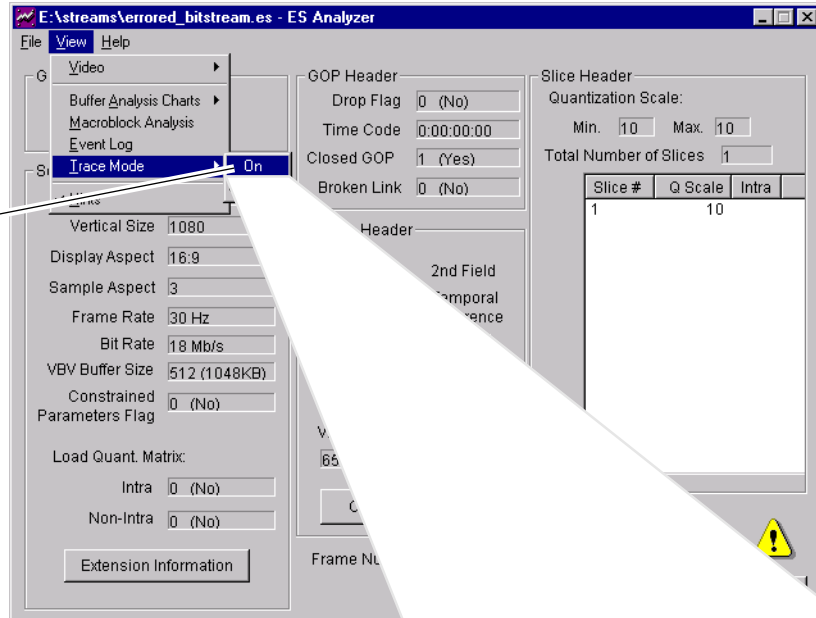 E:\streams\errored_bitstream.es - ES Analyzer
File View Help
Video
Buffer Analysis Charts
Macroblock Analysis
Event Log
Trace Mode
On
Hints
G
Vertical Size 1080
Display Aspect 16:9
Sample Aspect 3
Frame Rate 30 Hz
Bit Rate 18 Mb/s
VBV Buffer Size 512 (1048KB)
Constrained
Parameters Flag 0 (No)
Load Quant. Matrix:
Intra 0 (No)
Non-Intra 0 (No)
Extension Information
GOP Header
Drop Flag 0 (No)
Time Code 0:00:00:00
Closed GOP 1 (Yes)
Broken Link 0 (No)
Header
2nd Field
V
65
Frame Nu
Slice Header
Quantization Scale:
Min. 10 Max. 10
Total Number of Slices 1
Slice # Q Scale Intra
1 10